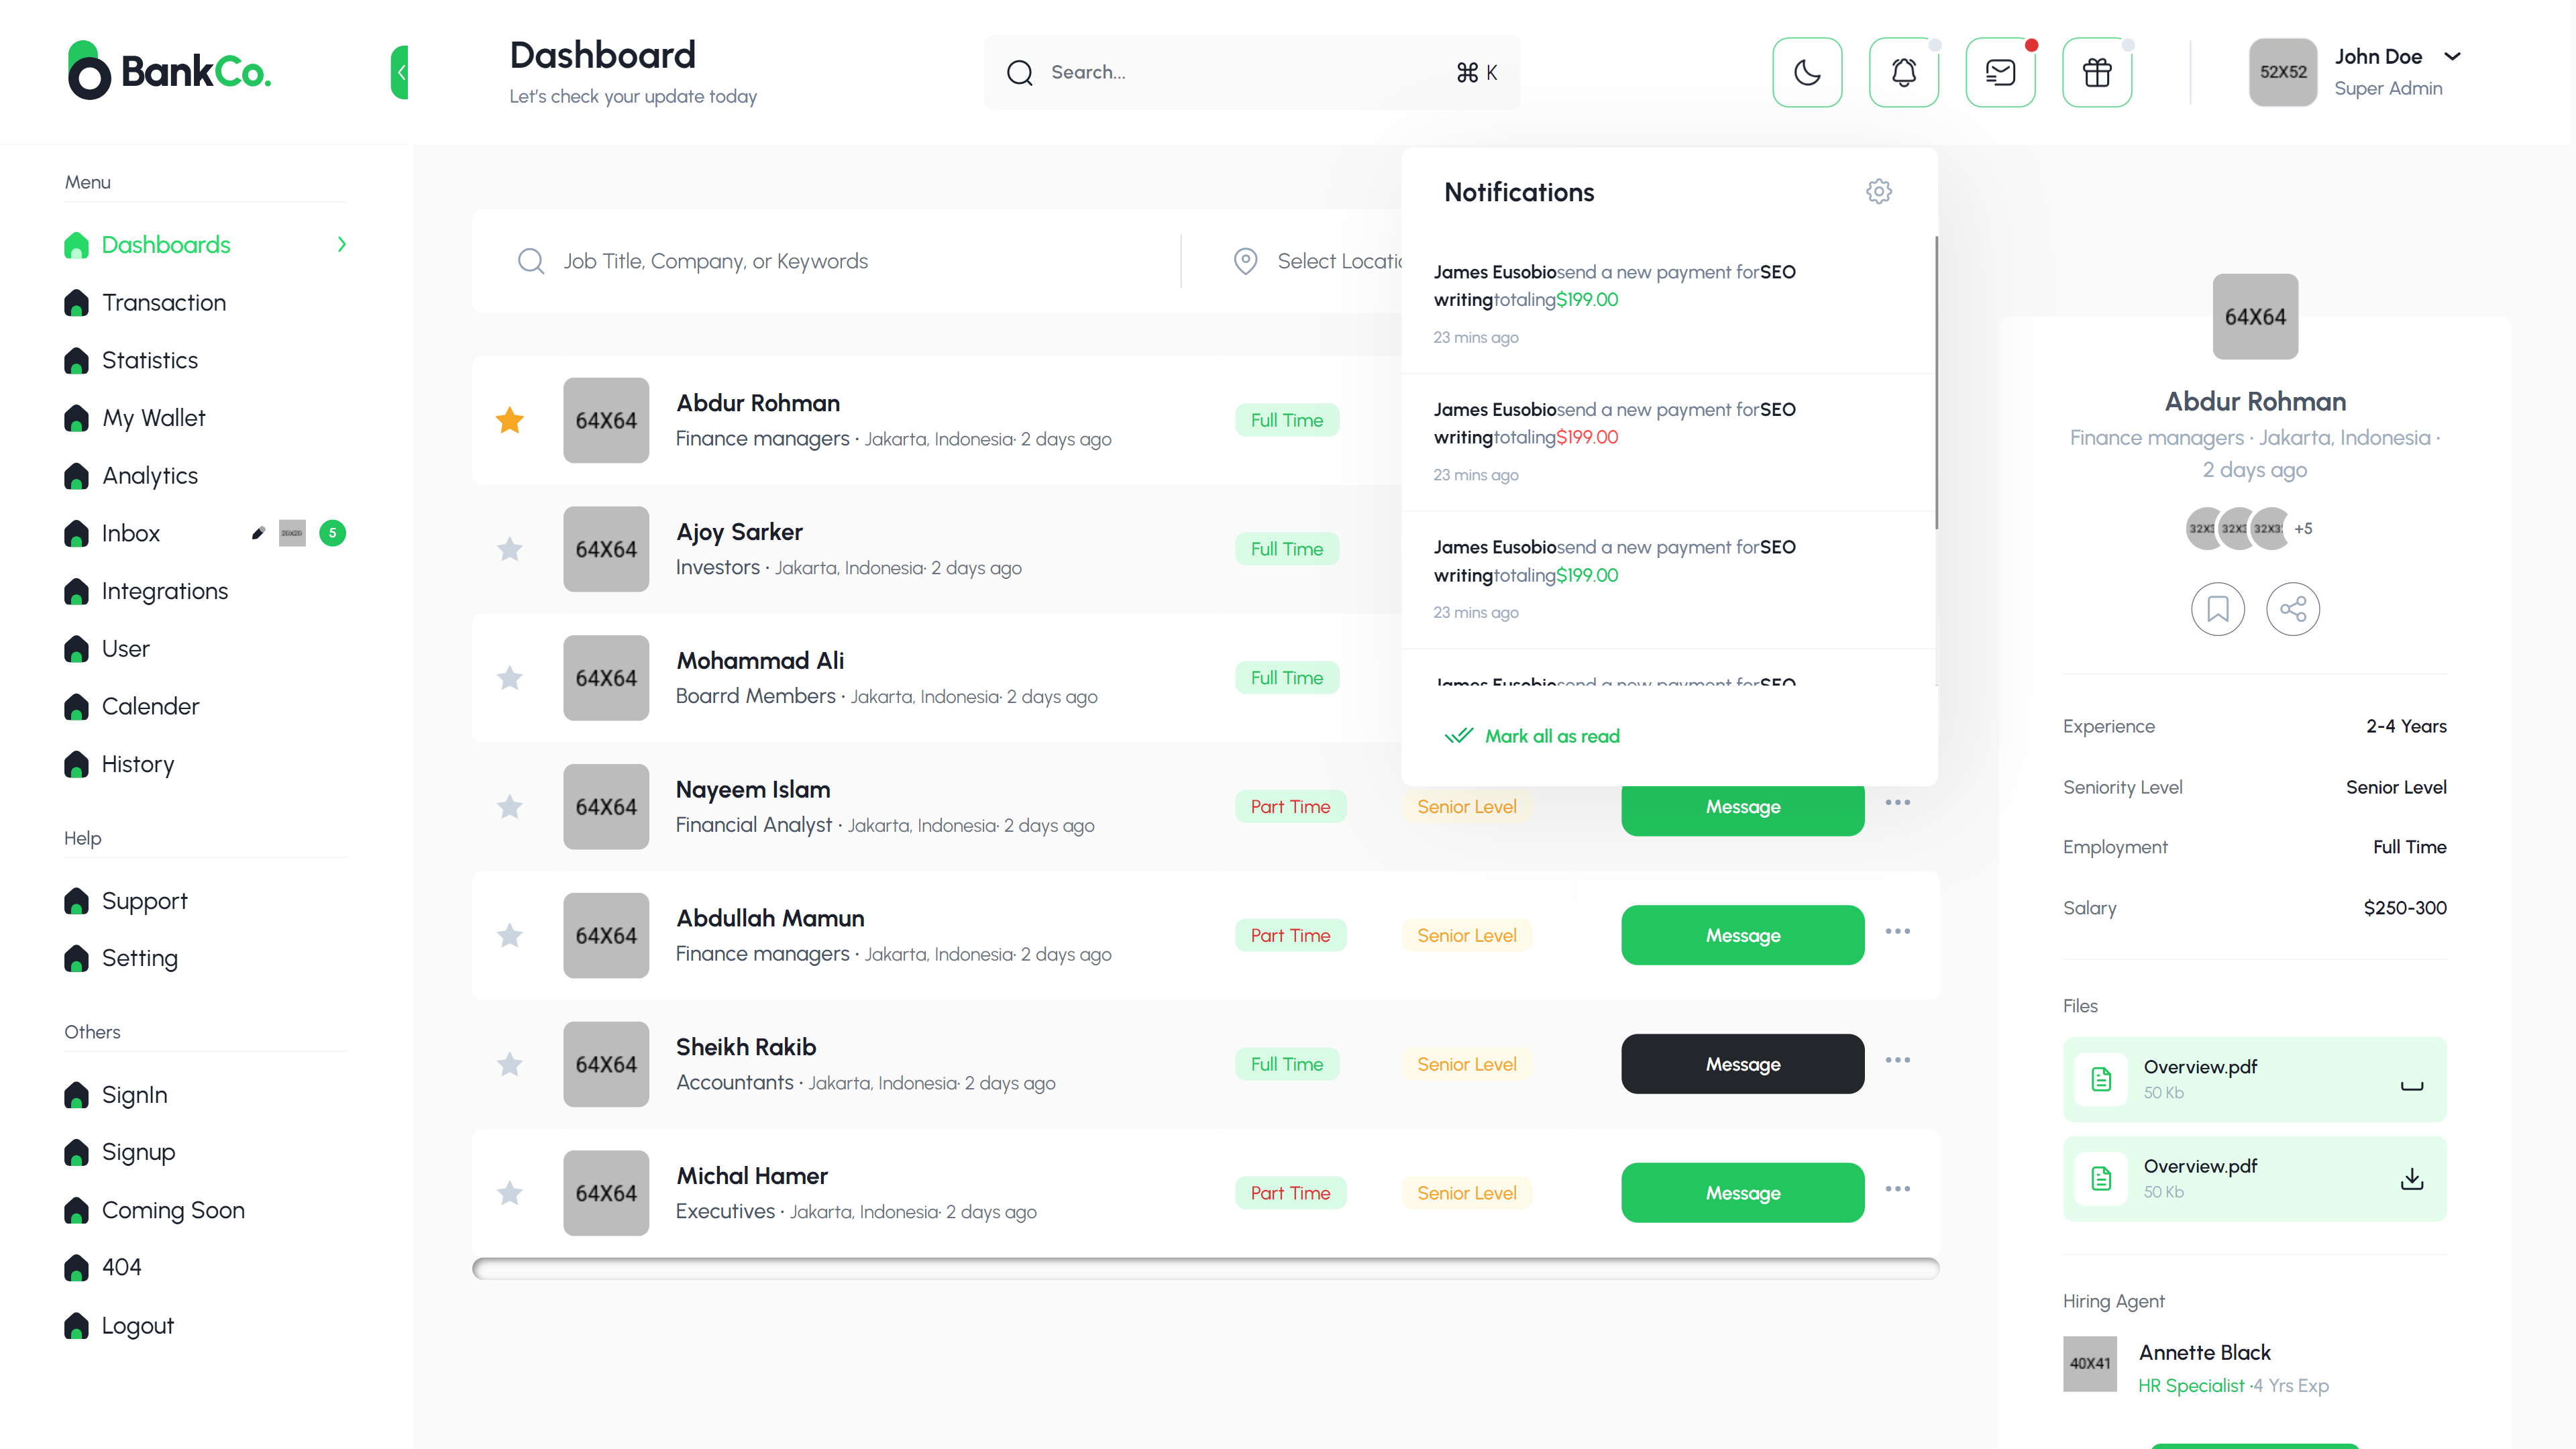 BankCo.
Dashboard
Let's check your update today
Search...
⌘ K
52X52
John Doe
Super Admin
Menu
Dashboards
Transaction
Statistics
My Wallet
Analytics
Inbox
5
Integrations
User
Calender
History
Help
Support
Setting
Others
SignIn
Signup
Coming Soon
404
Logout
Job Title, Company, or Keywords
Select Locatio
64X64
Abdur Rohman
Finance managers · Jakarta, Indonesia· 2 days ago
Full Time
64X64
Ajoy Sarker
Investors · Jakarta, Indonesia· 2 days ago
Full Time
64X64
Mohammad Ali
Boarrd Members · Jakarta, Indonesia· 2 days ago
Full Time
64X64
Nayeem Islam
Financial Analyst · Jakarta, Indonesia· 2 days ago
Part Time
Senior Level
Message
64X64
Abdullah Mamun
Finance managers · Jakarta, Indonesia· 2 days ago
Part Time
Senior Level
Message
64X64
Sheikh Rakib
Accountants · Jakarta, Indonesia· 2 days ago
Full Time
Senior Level
Message
64X64
Michal Hamer
Executives · Jakarta, Indonesia· 2 days ago
Part Time
Senior Level
Message
Notifications
James Eusobiosend a new payment forSEO
writingtotaling$199.00
23 mins ago
James Eusobiosend a new payment forSEO
writingtotaling$199.00
23 mins ago
James Eusobiosend a new payment forSEO
writingtotaling$199.00
23 mins ago
James Eusobiosend a new payment forSEO
Mark all as read
64X64
Abdur Rohman
Finance managers · Jakarta, Indonesia ·
2 days ago
32X3
32X3
32X3
+5
Experience
2-4 Years
Seniority Level
Senior Level
Employment
Full Time
Salary
$250-300
Files
Overview.pdf
50 Kb
Overview.pdf
50 Kb
Hiring Agent
40X41
Annette Black
HR Specialist ·4 Yrs Exp